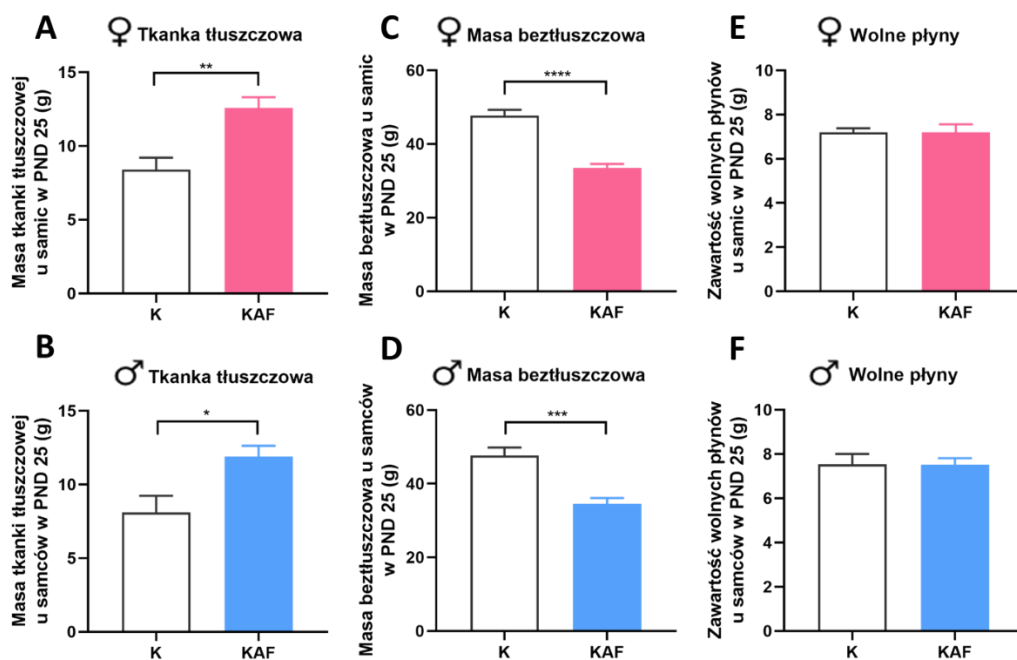 A
♀ Tkanka tłuszczowa
Masa tkanki tłuszczowej
u samic w PND 25 (g)
15
10
5
0
**
K
KAF
C
♀ Masa beztłuszczowa
Masa beztłuszczowa u samic
w PND 25 (g)
60
40
20
0
****
K
KAF
E
♀ Wolne płyny
Zawartość wolnych płynów
u samic w PND 25 (g)
10
8
6
4
2
0
K
KAF
B
♂ Tkanka tłuszczowa
Masa tkanki tłuszczowej
u samców w PND 25 (g)
15
10
5
0
*
K
KAF
D
♂ Masa beztłuszczowa
Masa beztłuszczowa u samców
w PND 25 (g)
60
40
20
0
***
K
KAF
F
♂ Wolne płyny
Zawartość wolnych płynów
u samców w PND 25 (g)
10
8
6
4
2
0
K
KAF